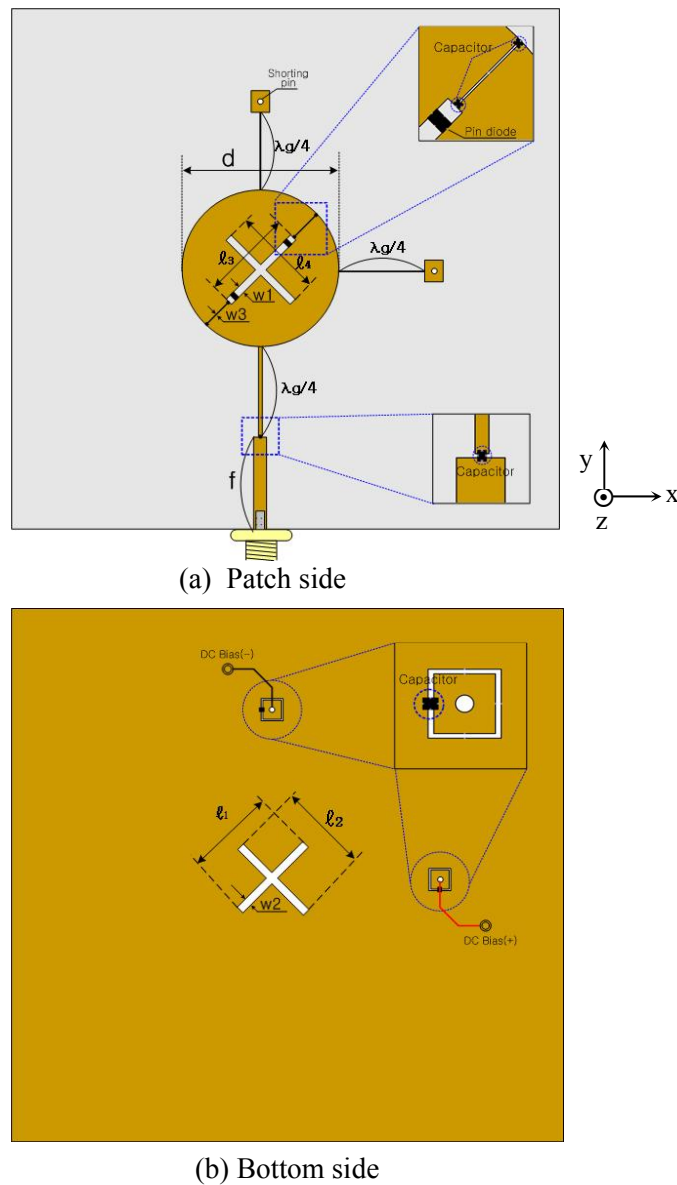 Capacitor
Pin diode
Shorting
pin
λg/4
d
λg/4
ℓ3
ℓ4
w1
w3
λg/4
f
Capacitor
y
x
z
(a) Patch side
DC Bias(-)
Capacitor
ℓ1
ℓ2
w2
DC Bias(+)
(b) Bottom side